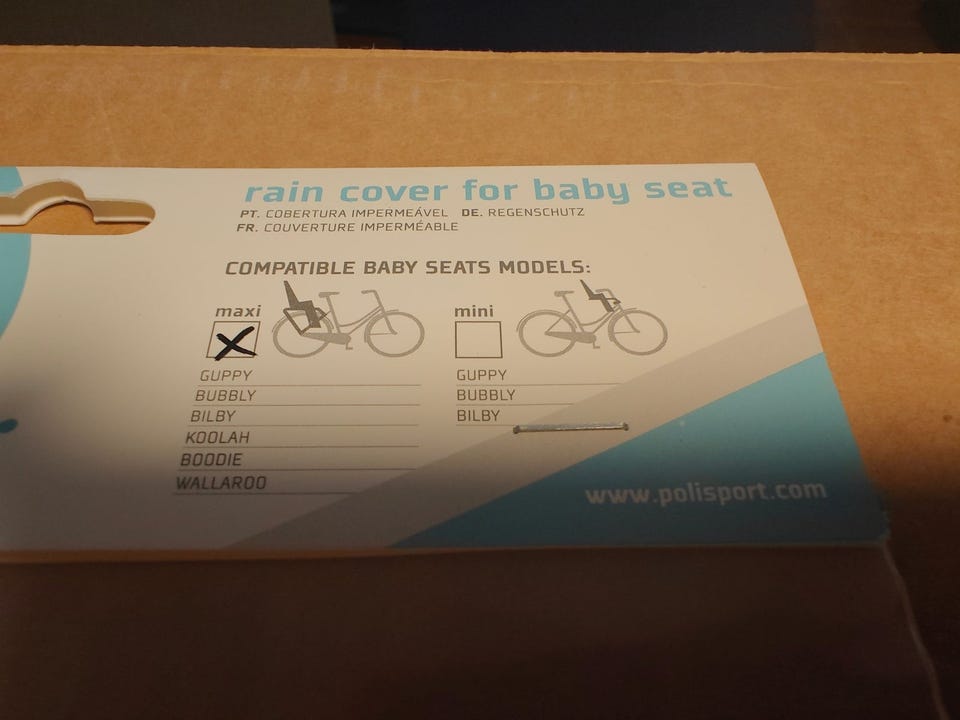 rain cover for baby seat
PT. COBERTURA IMPERMEÁVEL DE. REGENSCHUTZ
FR. COUVERTURE IMPERMÉABLE
COMPATIBLE BABY SEATS MODELS:
maxi
GUPPY
BUBBLY
BILBY
KOOLAH
BOODIE
WALLAROO
mini
GUPPY
BUBBLY
BILBY
www.polisport.com